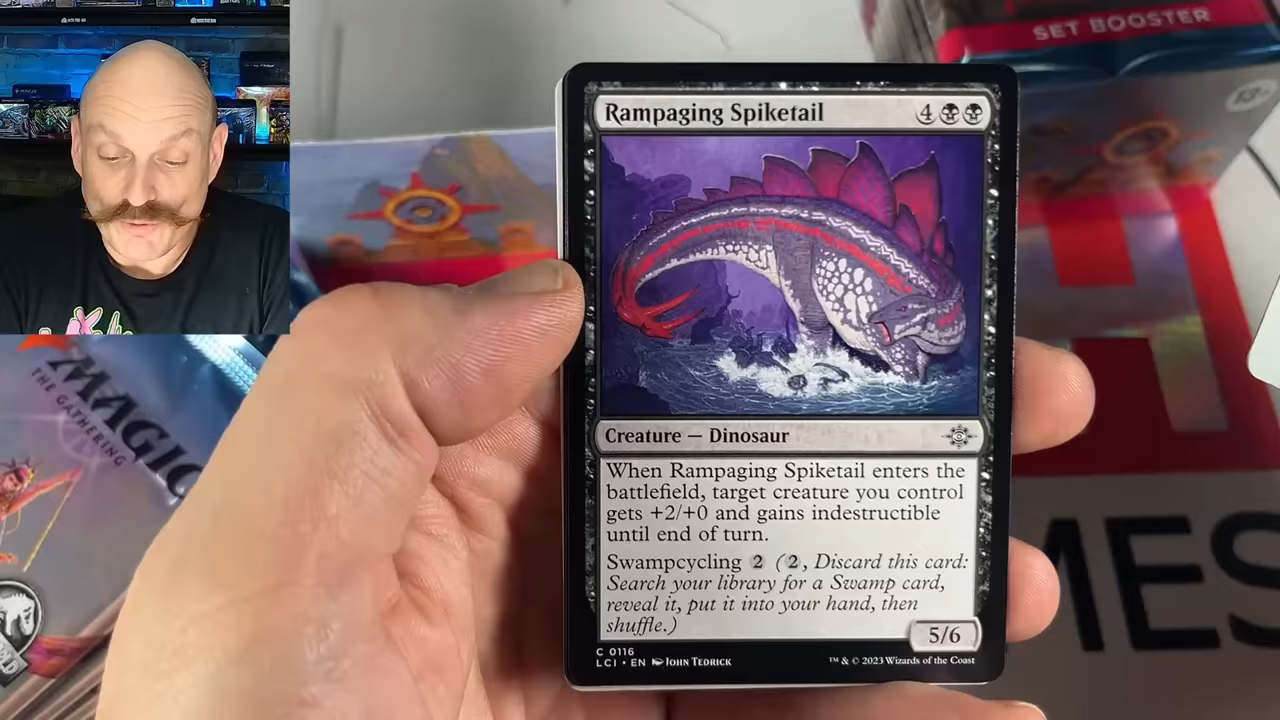 SET BOOSTER
13+
Rampaging Spiketail 4
Creature — Dinosaur
When Rampaging Spiketail enters the
battlefield, target creature you control
gets +2/+0 and gains indestructible
until end of turn.
Swampcycling 2 (2, Discard this card:
Search your library for a Swamp card,
reveal it, put it into your hand, then
shuffle.)
5/6
C 0116
LCI • EN JOHN TEDRICK
™ & © 2023 Wizards of the Coast
MAGIC
THE GATHERING
MES